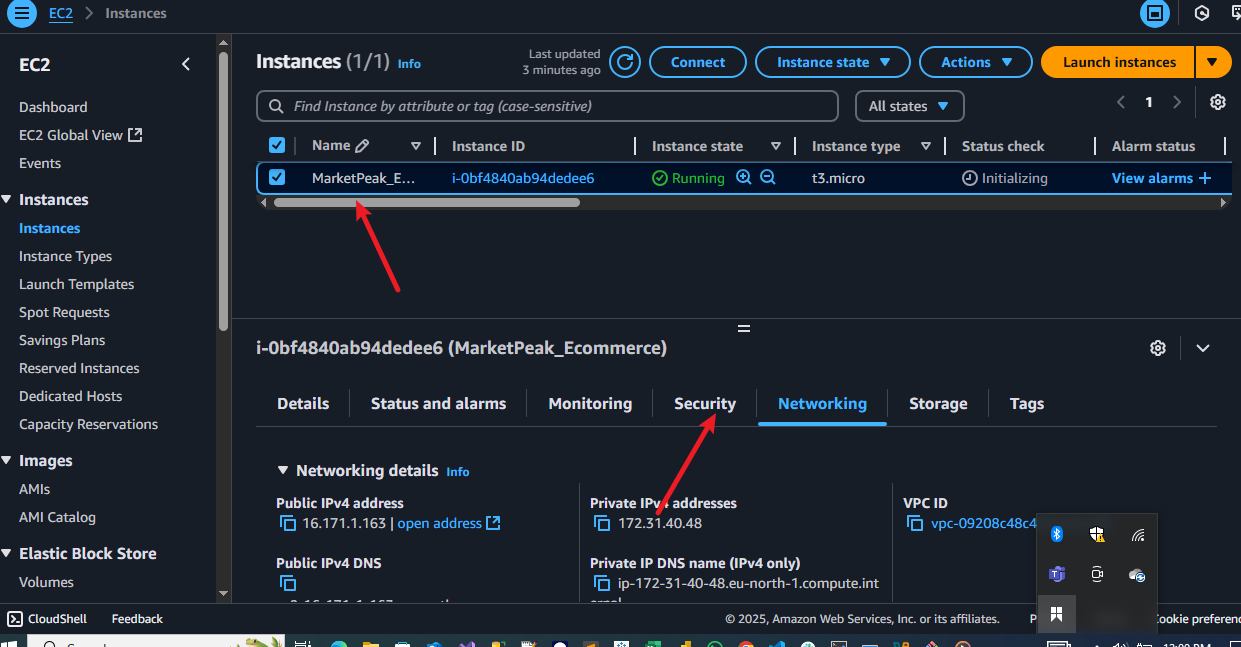 EC2 Instances
EC2
Dashboard
EC2 Global View
Events
Instances
Instances
Instance Types
Launch Templates
Spot Requests
Savings Plans
Reserved Instances
Dedicated Hosts
Capacity Reservations
Images
AMIs
AMI Catalog
Elastic Block Store
Volumes
Instances (1/1) Info
Last updated
3 minutes ago
Connect
Instance state
Actions
Launch instances
Find Instance by attribute or tag (case-sensitive)
All states
1
Name Instance ID Instance state Instance type Status check Alarm status
MarketPeak_E... i-0bf4840ab94dedee6 Running t3.micro Initializing View alarms +
i-0bf4840ab94dedee6 (MarketPeak_Ecommerce)
Details Status and alarms Monitoring Security Networking Storage Tags
Networking details Info
Public IPv4 address
16.171.1.163 | open address
Public IPv4 DNS
Private IPv4 addresses
172.31.40.48
Private IP DNS name (IPv4 only)
ip-172-31-40-48.eu-north-1.compute.int
VPC ID
vpc-09208c48c4
CloudShell Feedback
© 2025, Amazon Web Services, Inc. or its affiliates.